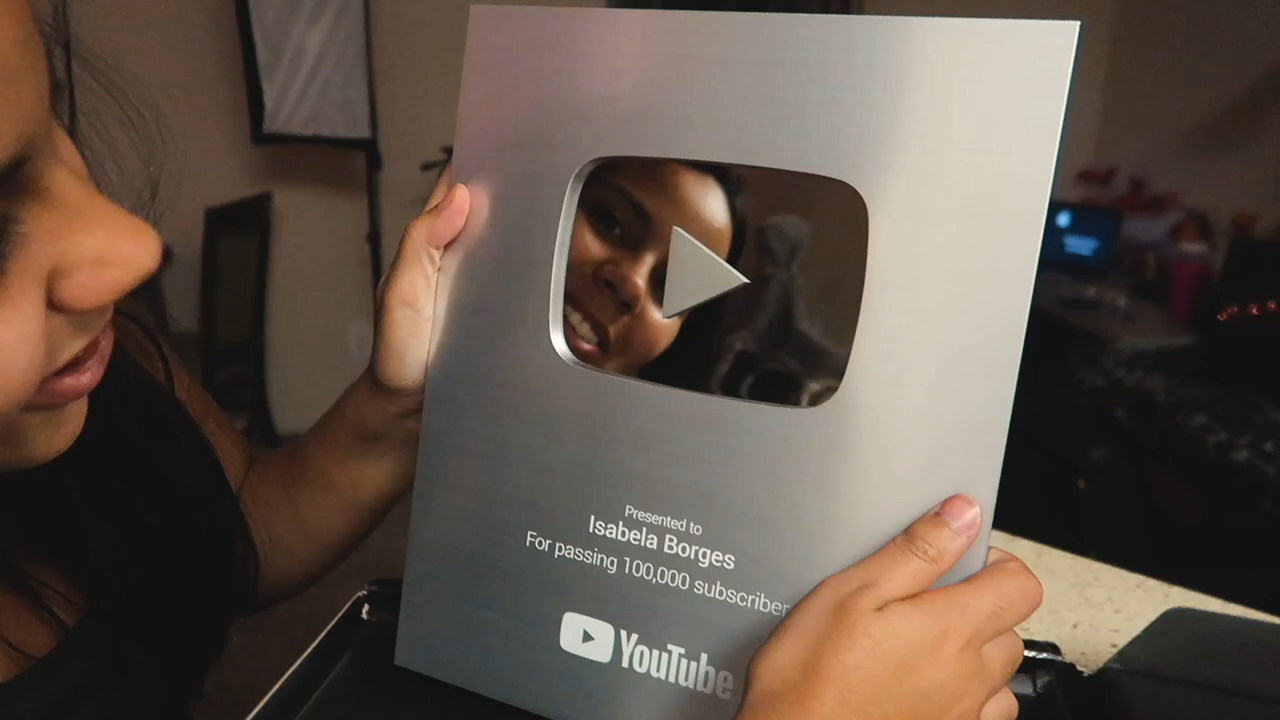 Presented to
Isabela Borges
For passing 100,000 subscriber
YouTube